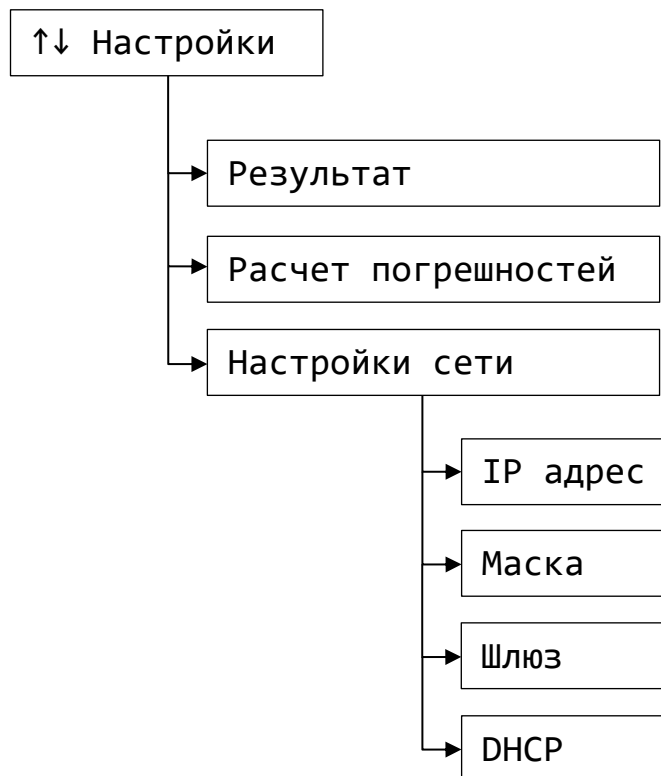 ↑↓ Настройки
Результат
Расчет погрешностей
Настройки сети
IP адрес
Маска
Шлюз
DHCP